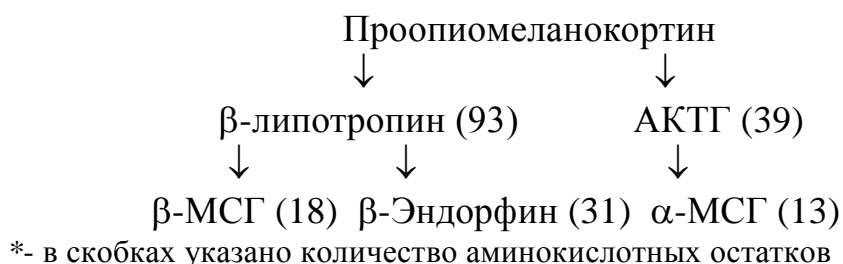 Проопиомеланокортин
↓ ↓
β-липотропин (93) АКТГ (39)
↓ ↓ ↓
β-МСГ (18) β-Эндорфин (31) α-МСГ (13)
*- в скобках указано количество аминокислотных остатков